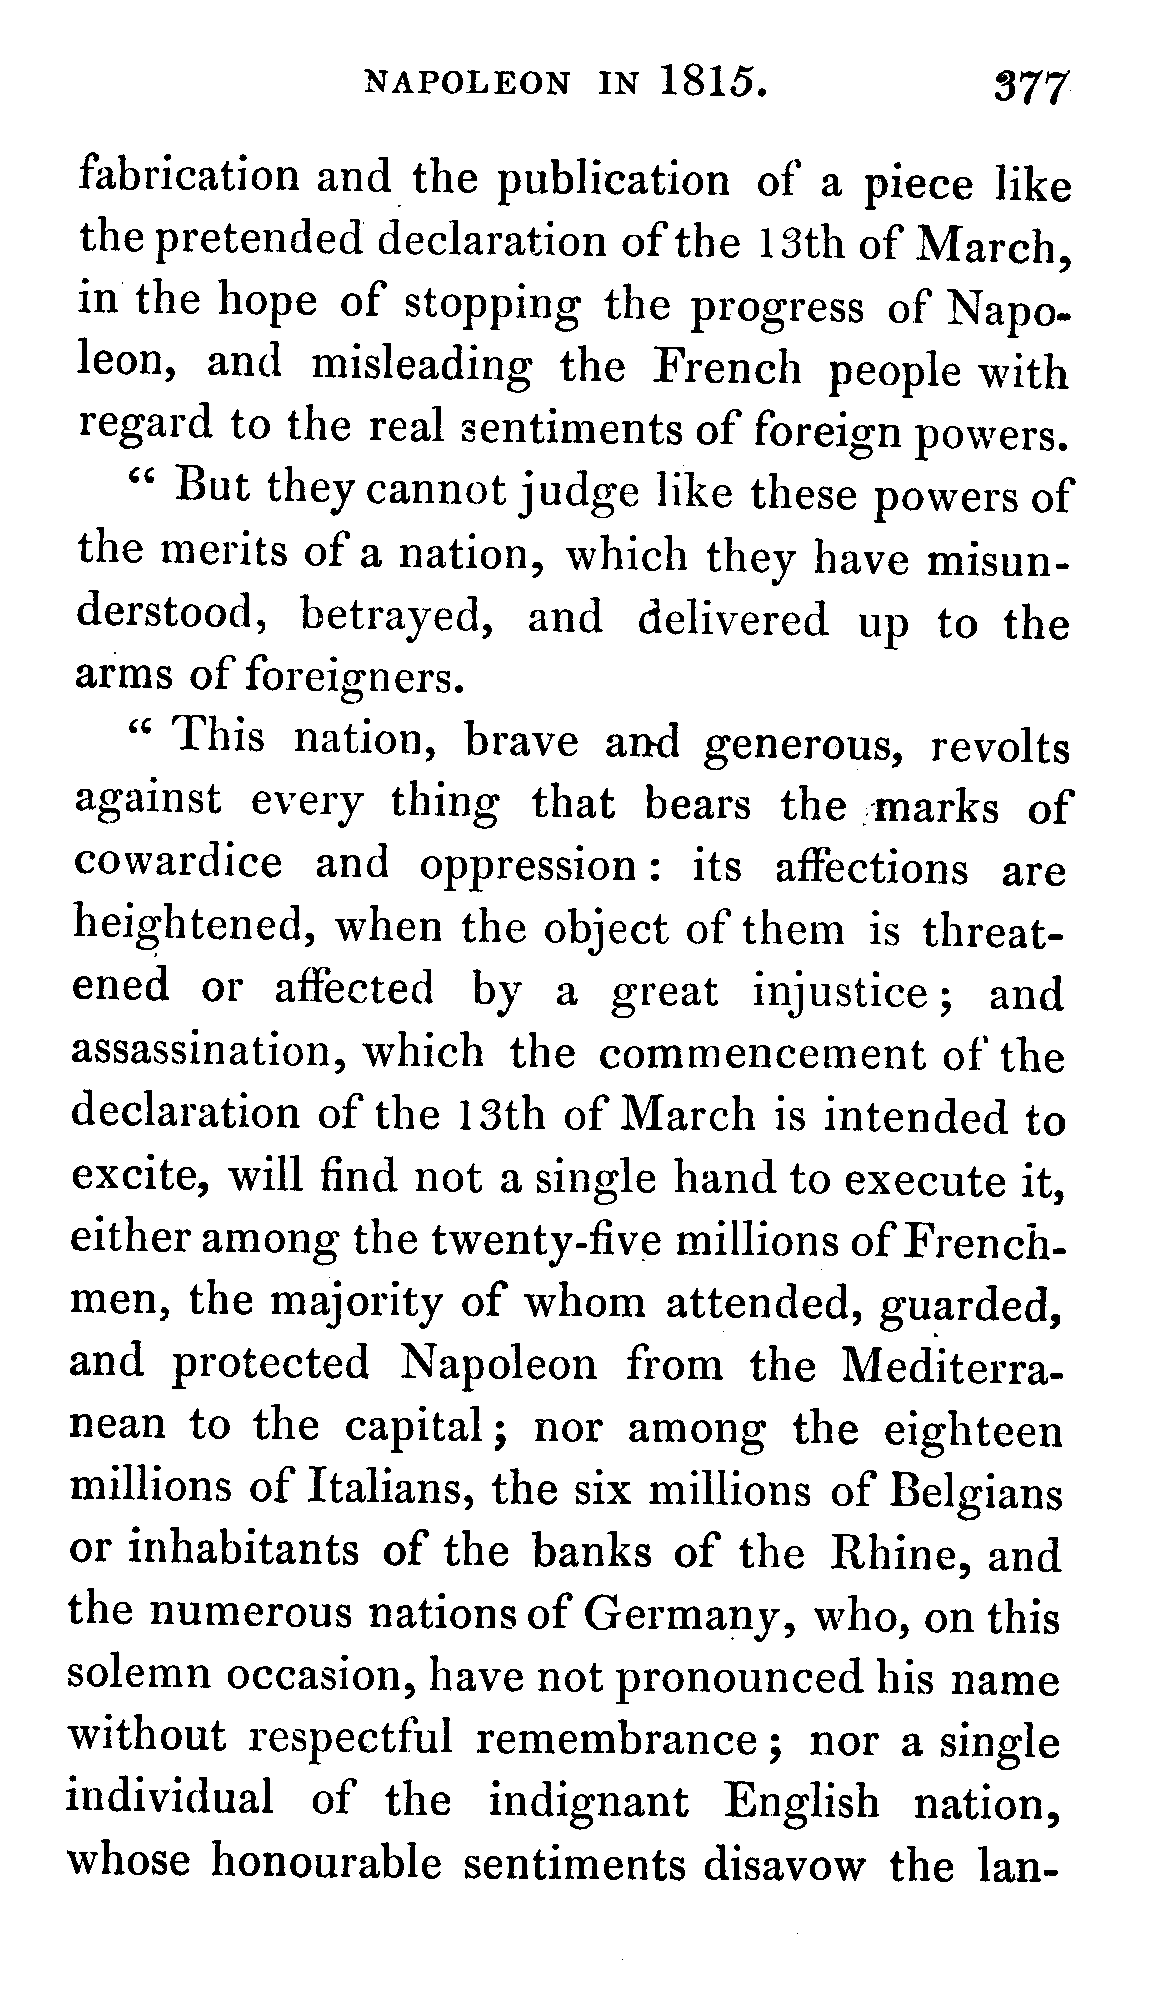 NAPOLEON IN 1815. 377
fabrication and the publication of a piece like
the pretended declaration of the 13th of March,
in the hope of stopping the progress of Napo-
leon, and misleading the French people with
regard to the real sentiments of foreign powers.
“ But they cannot judge like these powers of
the merits of a nation, which they have misun-
derstood, betrayed, and delivered up to the
arms of foreigners.
“ This nation, brave and generous, revolts
against every thing that bears the marks of
cowardice and oppression : its affections are
heightened, when the object of them is threat-
ened or affected by a great injustice ; and
assassination, which the commencement of the
declaration of the 13th of March is intended to
excite, will find not a single hand to execute it,
either among the twenty-five millions of French-
men, the majority of whom attended, guarded,
and protected Napoleon from the Mediterra-
nean to the capital ; nor among the eighteen
millions of Italians, the six millions of Belgians
or inhabitants of the banks of the Rhine, and
the numerous nations of Germany, who, on this
solemn occasion, have not pronounced his name
without respectful remembrance ; nor a single
individual of the indignant English nation,
whose honourable sentiments disavow the lan-